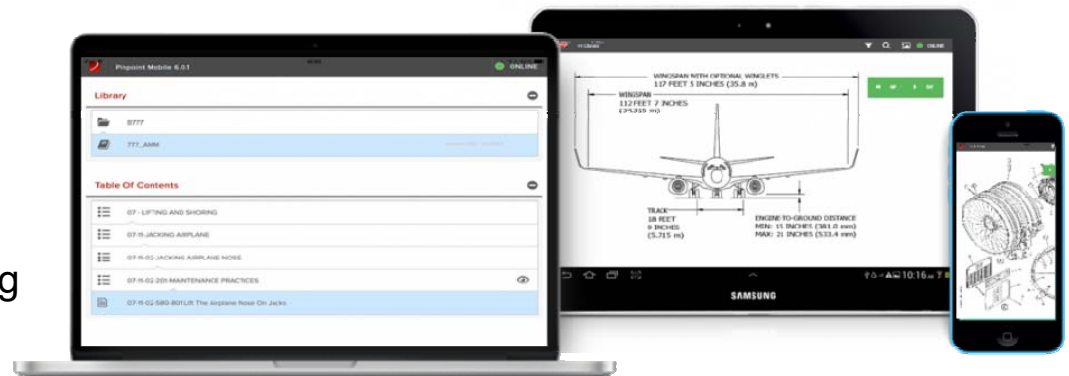 g
Pinpoint Mobile 6.0.1
ONLINE
Library
B777
777_AMM
Table Of Contents
07 - LIFTING AND SHORING
07-11-JACKING AIRPLANE
07-11-02-JACKING AIRPLANE NOSE
07-11-02-201-MAINTENANCE PRACTICES
07-11-02-580-801 Lift The Airplane Nose On Jacks
ONLINE
WINGSPAN WITH OPTIONAL WINGLETS
117 FEET 5 INCHES (35.8 m)
WINGSPAN
112 FEET 7 INCHES
TRACK
18 FEET
9 INCHES
(5.715 m)
ENGINE-TO-GROUND DISTANCE
MIN: 15 INCHES (381.0 mm)
MAX: 21 INCHES (533.4 mm)
10:16
SAMSUNG